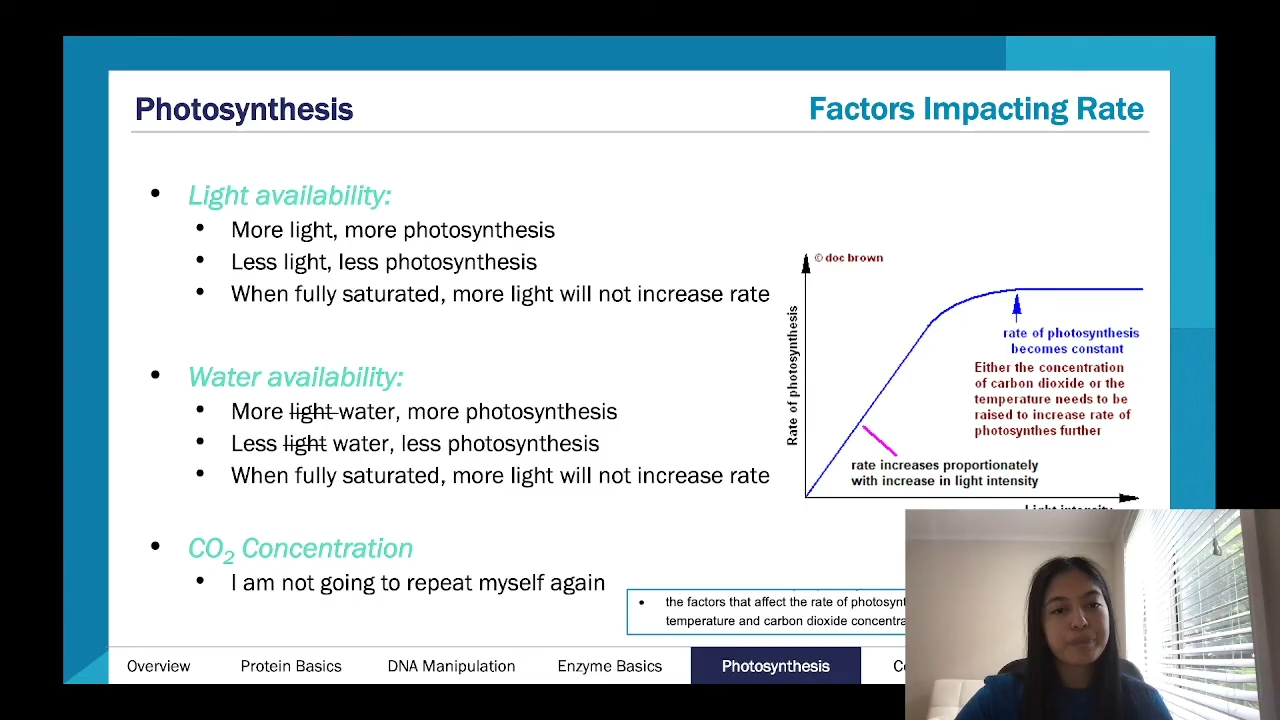 Photosynthesis
Factors Impacting Rate
• Light availability:
• More light, more photosynthesis
• Less light, less photosynthesis
• When fully saturated, more light will not increase rate
• Water availability:
• More light water, more photosynthesis
• Less light water, less photosynthesis
• When fully saturated, more light will not increase rate
• CO2 Concentration
• I am not going to repeat myself again
© doc brown
Rate of photosynthesis
rate of photosynthesis
becomes constant
Either the concentration
of carbon dioxide or the
temperature needs to be
raised to increase rate of
photosynthes further
rate increases proportionately
with increase in light intensity
Light intensity
• the factors that affect the rate of photosynt
temperature and carbon dioxide concentra
Overview
Protein Basics
DNA Manipulation
Enzyme Basics
Photosynthesis